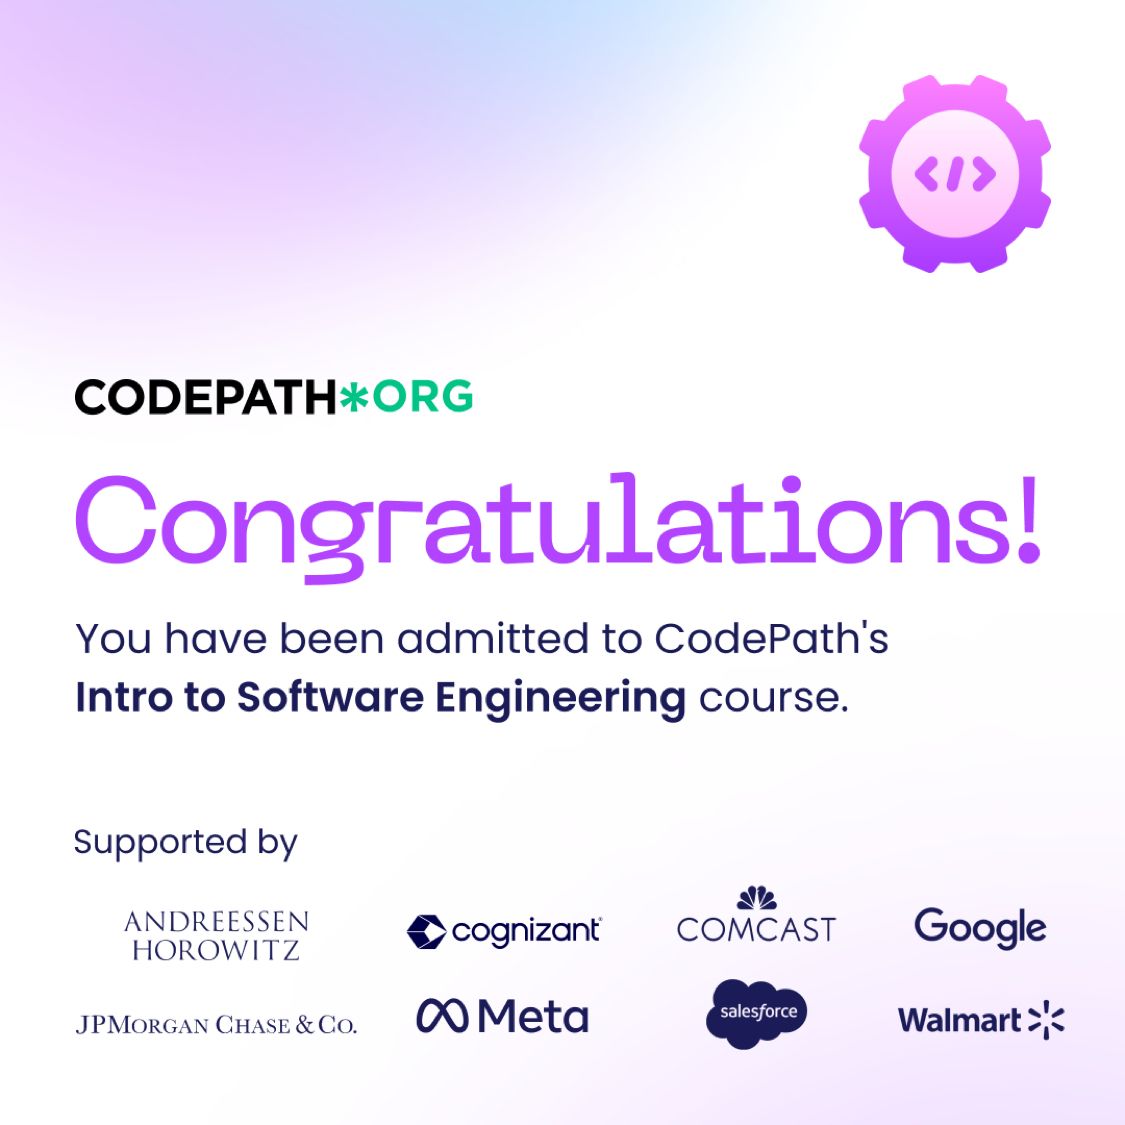 </>
CODEPATH*ORG
Congratulations!
You have been admitted to CodePath's
Intro to Software Engineering course.
Supported by
ANDREESSEN
HOROWITZ
cognizant
COMCAST
Google
JPMORGAN CHASE & CO.
Meta
salesforce
Walmart